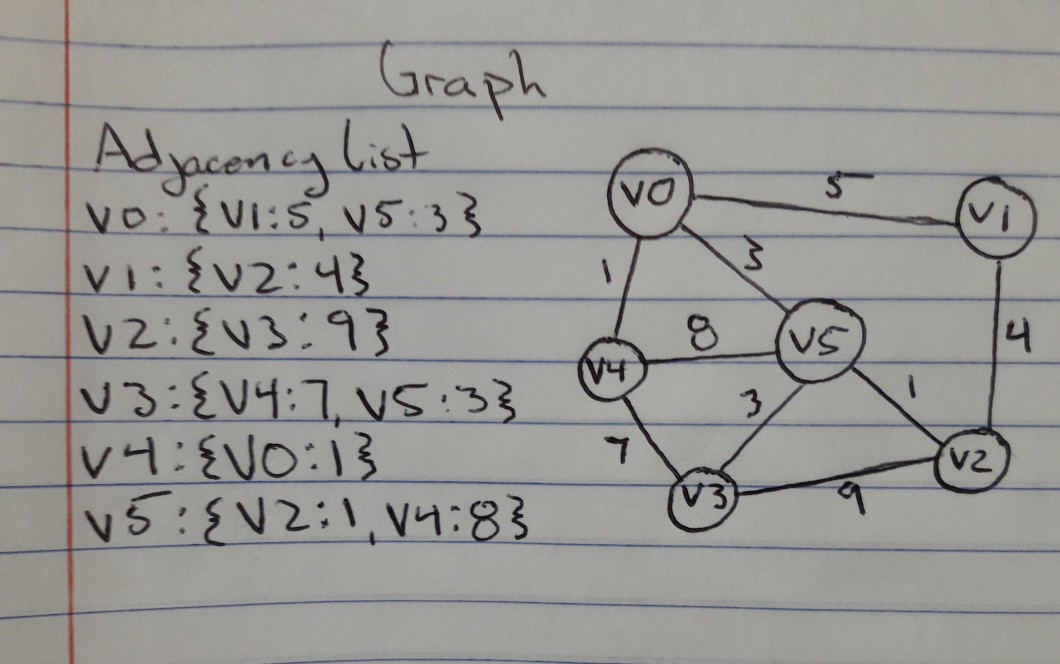 Graph
Adjacency list
V0: {V1:5, V5:3}
V1: {V2:4}
V2: {V3:9}
V3: {V4:7, V5:3}
V4: {V0:1}
V5: {V2:1, V4:8}
V0
5
V1
1
3
8
V5
4
V4
3
1
7
V2
V3
9